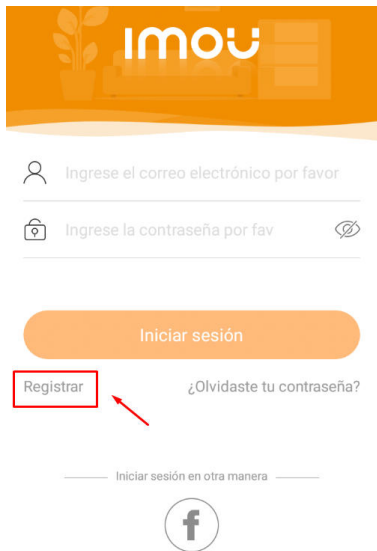 imou
Ingrese el correo electrónico por favor
Ingrese la contraseña por fav
Iniciar sesión
Registrar ¿Olvidaste tu contraseña?
Iniciar sesión en otra manera
f